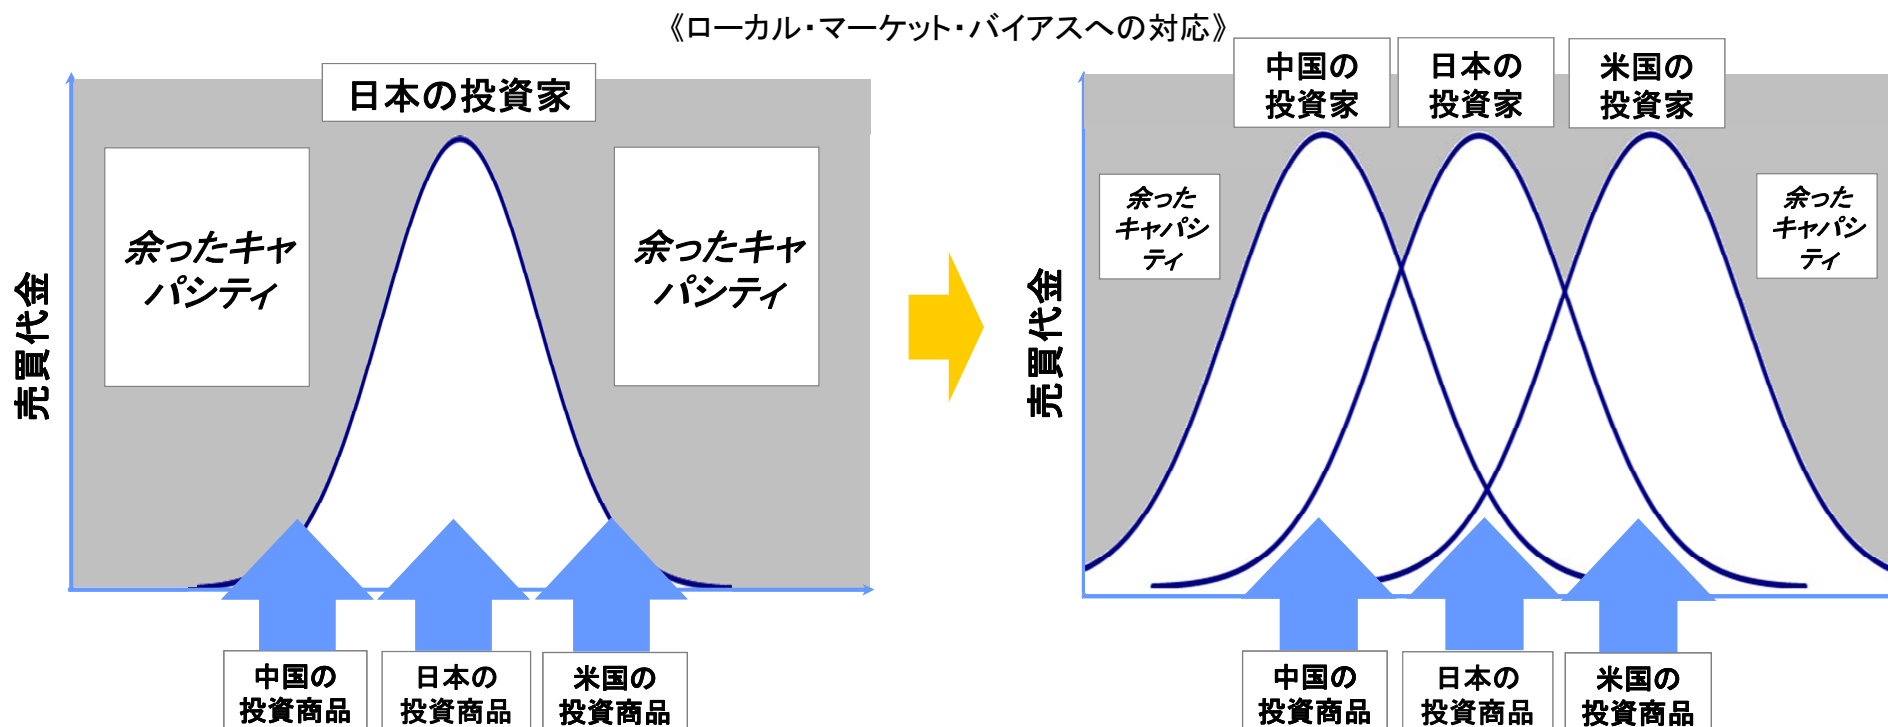 《ローカル・マーケット・バイアスへの対応》
日本の投資家
余ったキャ
パシティ
余ったキャ
パシティ
売買代金
中国の
投資商品
日本の
投資商品
米国の
投資商品
中国の
投資家
日本の
投資家
米国の
投資家
余った
キャパシ
ティ
余った
キャパシ
ティ
売買代金
中国の
投資商品
日本の
投資商品
米国の
投資商品